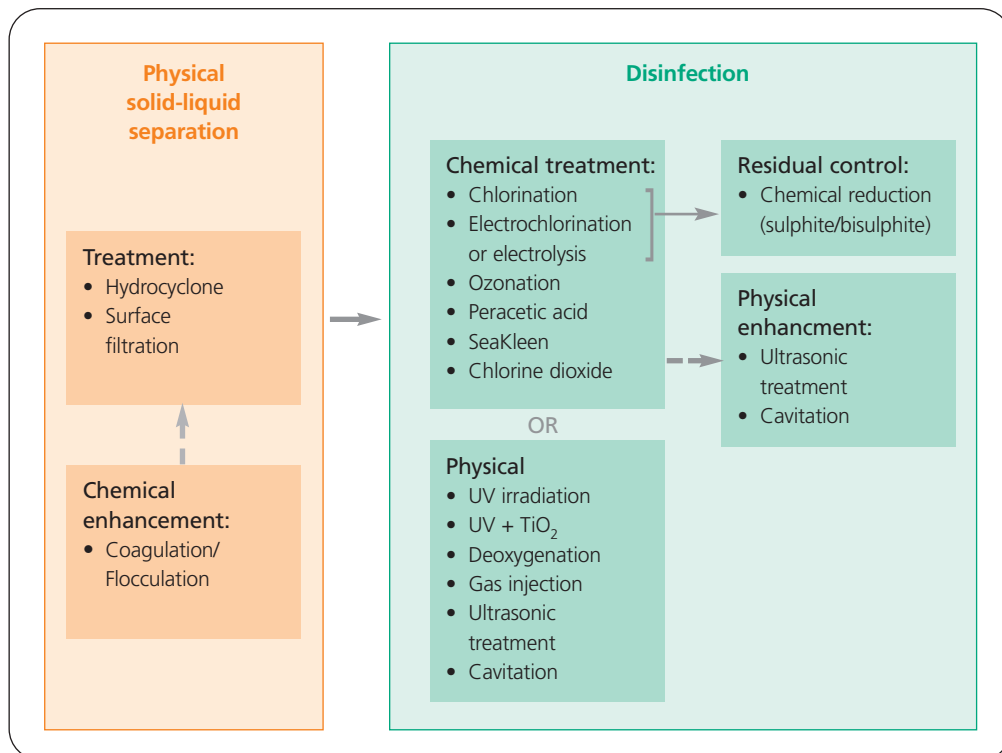 Physical
solid-liquid
separation
Treatment:
• Hydrocyclone
• Surface
filtration
Chemical
enhancement:
• Coagulation/
Flocculation
Disinfection
Chemical treatment:
• Chlorination
• Electrochlorination
or electrolysis
• Ozonation
• Peracetic acid
• SeaKleen
• Chlorine dioxide
OR
Physical
• UV irradiation
• UV + TiO₂
• Deoxygenation
• Gas injection
• Ultrasonic
treatment
• Cavitation
Residual control:
• Chemical reduction
(sulphite/bisulphite)
Physical
enhancment:
• Ultrasonic
treatment
• Cavitation